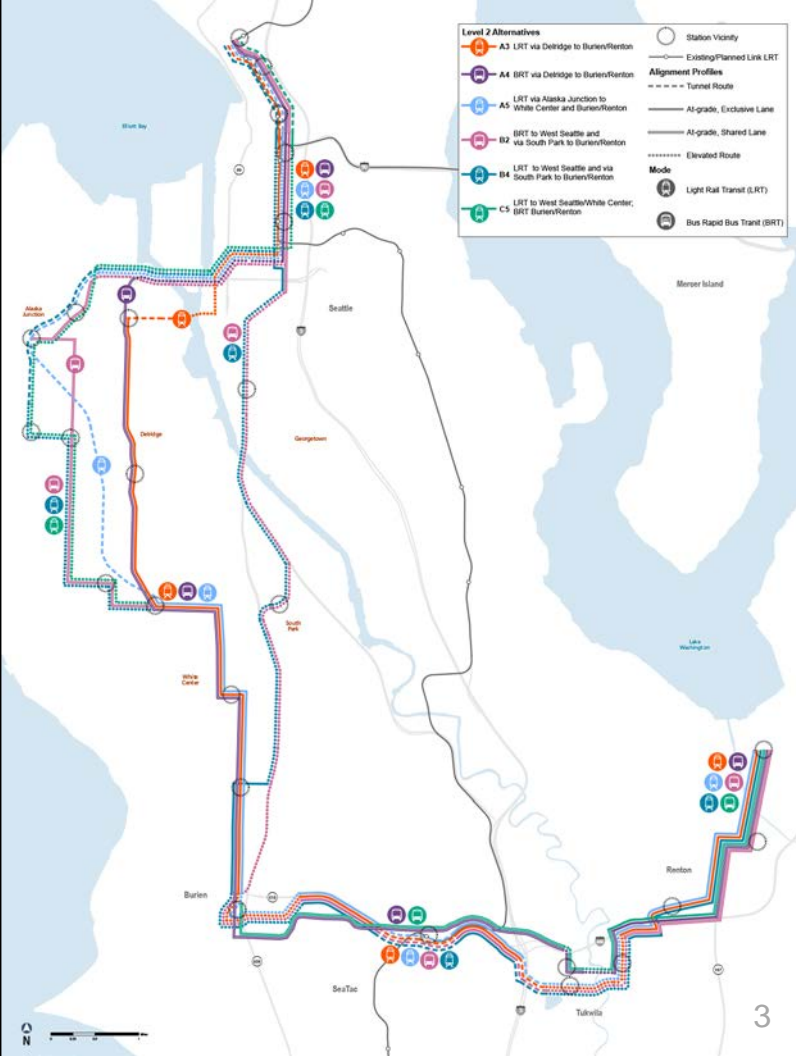 Level 2 Alternatives
A3 LRT via Delridge to Burien/Renton
A4 BRT via Delridge to Burien/Renton
A5 LRT via Alaska Junction to
White Center and Burien/Renton
B2 BRT to West Seattle and
via South Park to Burien/Renton
B4 LRT to West Seattle and via
South Park to Burien/Renton
C5 LRT to West Seattle/White Center;
BRT Burien/Renton
Station Vicinity
Existing/Planned Link LRT
Alignment Profiles
Tunnel Route
At-grade, Exclusive Lane
At-grade, Shared Lane
Elevated Route
Mode
Light Rail Transit (LRT)
Bus Rapid Bus Tranit (BRT)
Elliott Bay
Mercer Island
Seattle
Alaska
Junction
Delridge
Georgetown
South
Park
White
Center
Lake
Washington
Renton
Burien
SeaTac
Tukwila
N
3